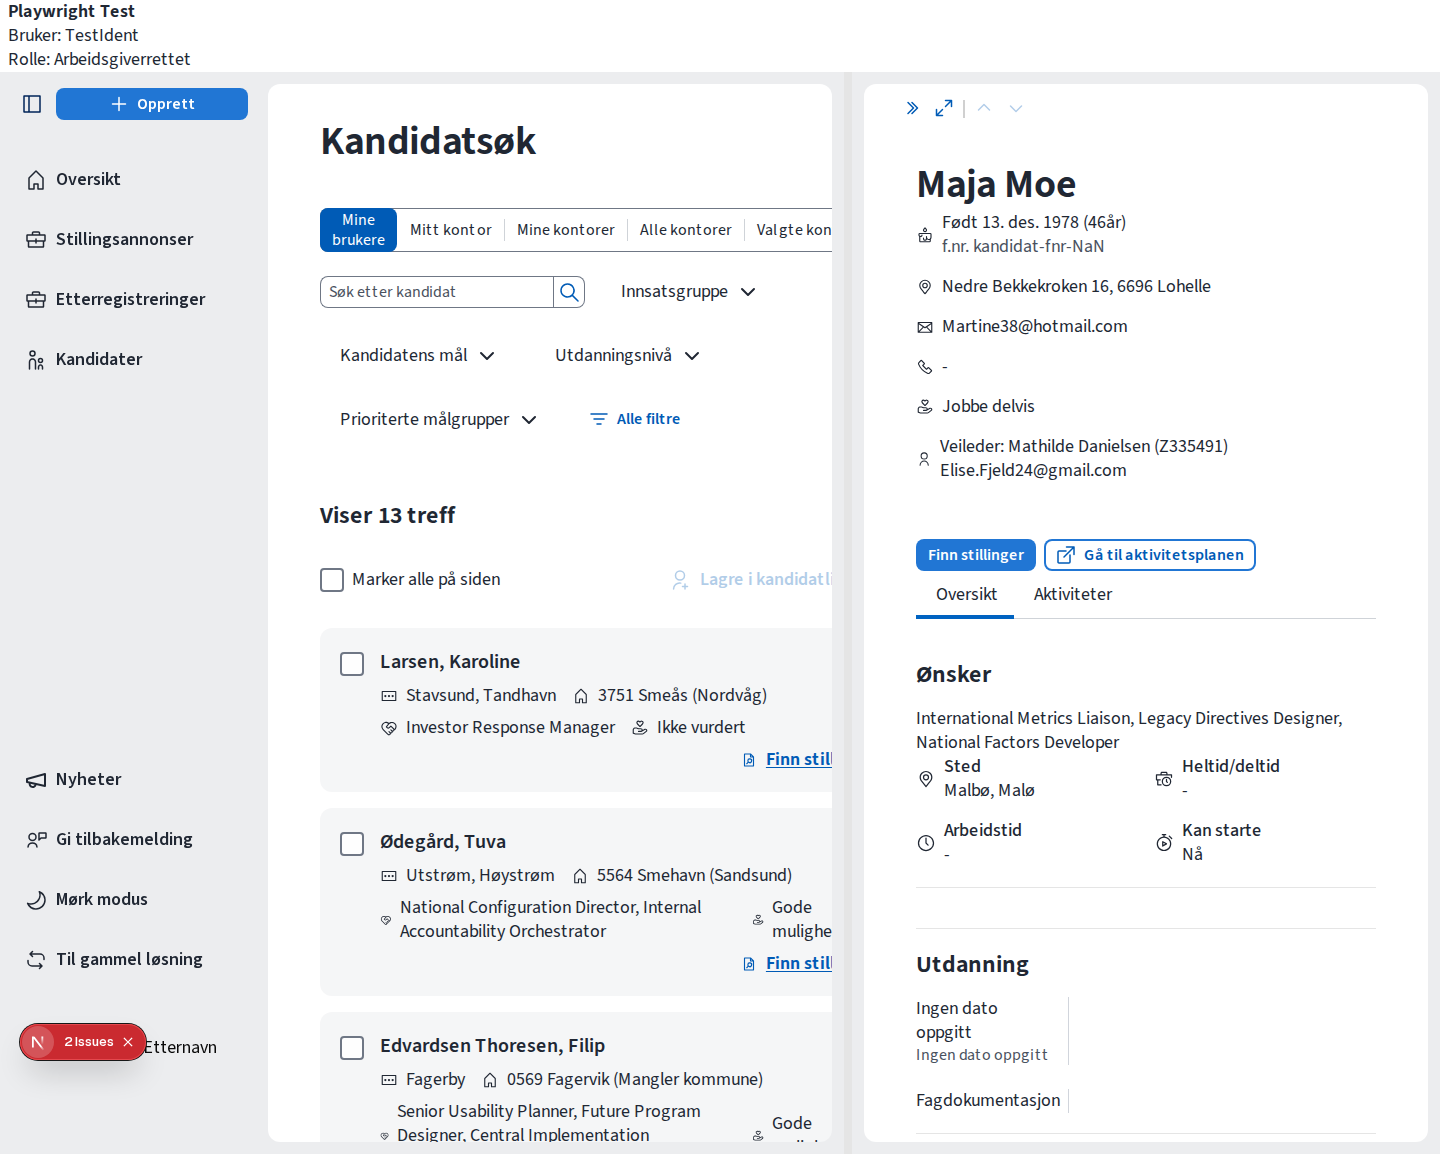 Playwright Test
Bruker: TestIdent
Rolle: Arbeidsgiverrettet
Opprett
Oversikt
Stillingsannonser
Etterregistreringer
Kandidater
Nyheter
Gi tilbakemelding
Mørk modus
Til gammel løsning
2 Issues
Etternavn
Kandidatsøk
Mine brukere
Mitt kontor
Mine kontorer
Alle kontorer
Valgte kon
Søk etter kandidat
Innsatsgruppe
Kandidatens mål
Utdanningsnivå
Prioriterte målgrupper
Alle filtre
Viser 13 treff
Marker alle på siden
Lagre i kandidatli
Larsen, Karoline
Stavsund, Tandhavn
3751 Smeås (Nordvåg)
Investor Response Manager
Ikke vurdert
Finn still
Ødegård, Tuva
Utstrøm, Høystrøm
5564 Smehavn (Sandsund)
National Configuration Director, Internal
Accountability Orchestrator
Gode
mulighe
Finn still
Edvardsen Thoresen, Filip
Fagerby
0569 Fagervik (Mangler kommune)
Senior Usability Planner, Future Program
Designer, Central Implementation
Gode
Maja Moe
Født 13. des. 1978 (46år)
f.nr. kandidat-fnr-NaN
Nedre Bekkekroken 16, 6696 Lohelle
Martine38@hotmail.com
-
Jobbe delvis
Veileder: Mathilde Danielsen (Z335491)
Elise.Fjeld24@gmail.com
Finn stillinger
Gå til aktivitetsplanen
Oversikt
Aktiviteter
Ønsker
International Metrics Liaison, Legacy Directives Designer,
National Factors Developer
Sted
Malbø, Malø
Heltid/deltid
-
Arbeidstid
-
Kan starte
Nå
Utdanning
Ingen dato
oppgitt
Ingen dato oppgitt
Fagdokumentasjon